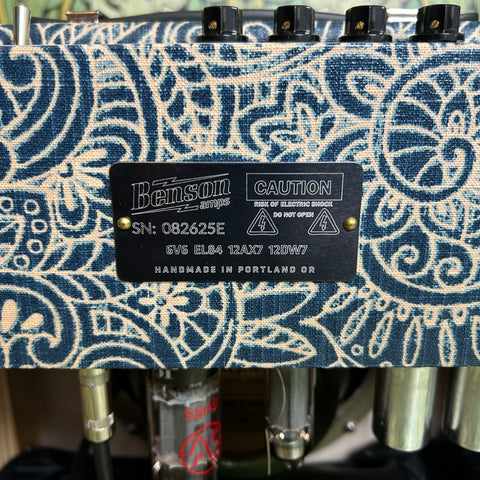 Benson
amps
CAUTION
RISK OF ELECTRIC SHOCK
DO NOT OPEN
SN: 082625E
6V6 EL84 12AX7 12DW7
HANDMADE IN PORTLAND OR